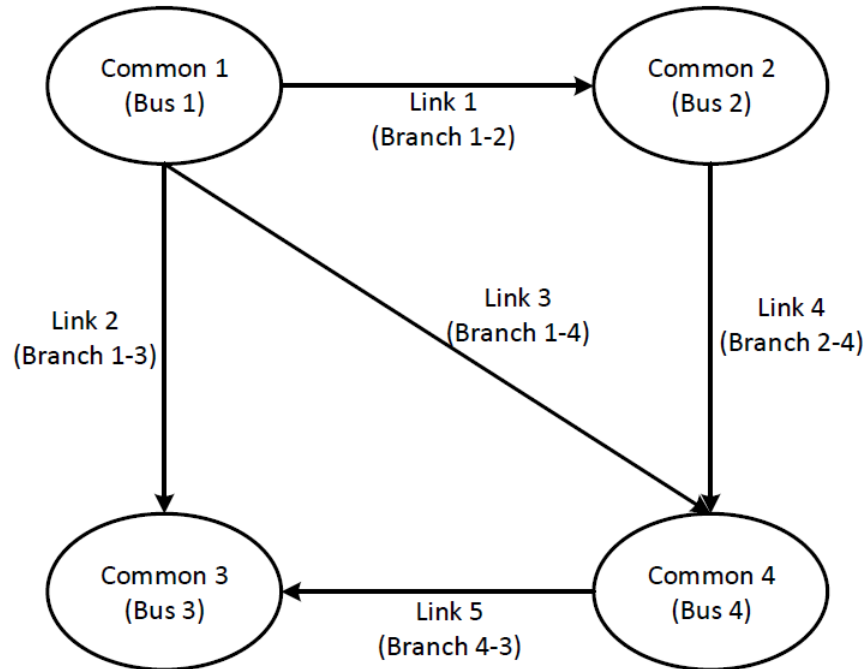 Common 1
(Bus 1)
Common 2
(Bus 2)
Link 1
(Branch 1-2)
Link 2
(Branch 1-3)
Link 3
(Branch 1-4)
Link 4
(Branch 2-4)
Common 3
(Bus 3)
Common 4
(Bus 4)
Link 5
(Branch 4-3)